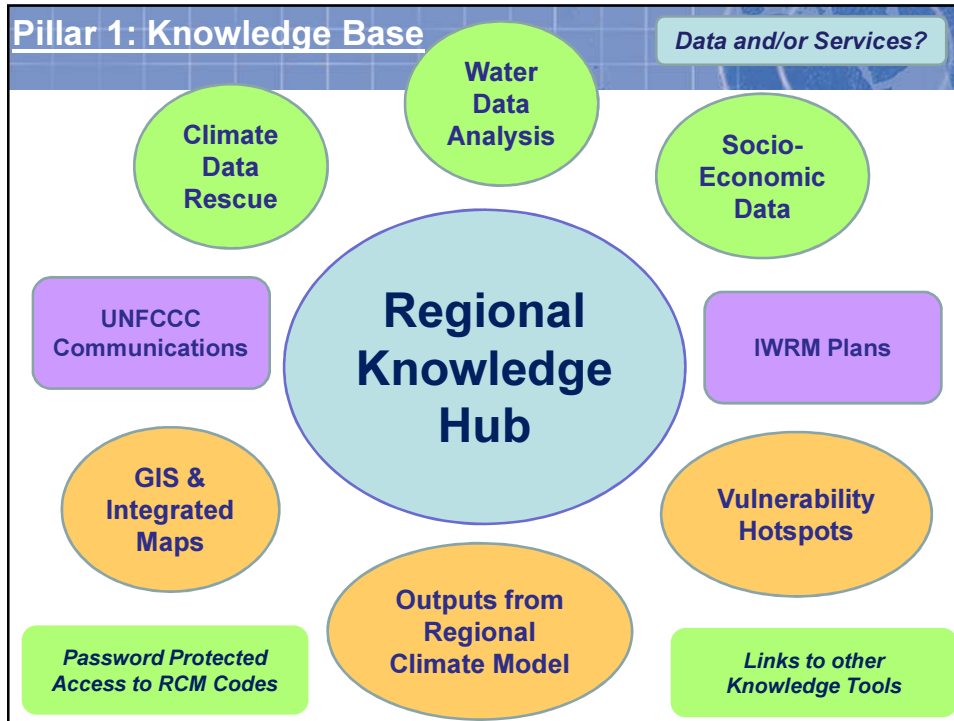 Pillar 1: Knowledge Base
Data and/or Services?
Water
Data
Analysis
Climate
Data
Rescue
Socio-
Economic
Data
UNFCCC
Communications
Regional
Knowledge
Hub
IWRM Plans
GIS &
Integrated
Maps
Vulnerability
Hotspots
Outputs from
Regional
Climate Model
Password Protected
Access to RCM Codes
Links to other
Knowledge Tools